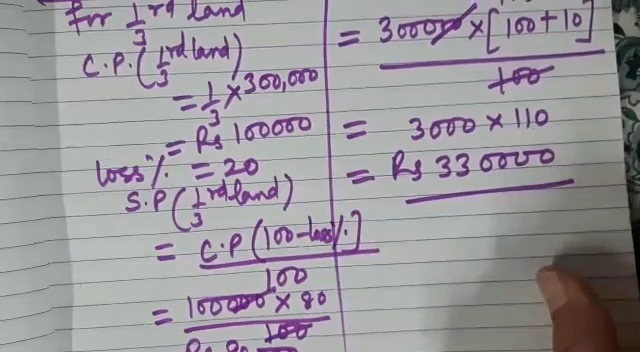 For 1/3 rd land
C.P. (1/3 rd land)
= 1/3 × 300,000
= Rs 100000
loss % = 20
S.P (1/3 rd land)
= C.P (100 - loss %]
100
= 100000 × 80
100
= 300000 × [100+10]
100
= 3000 × 110
= Rs 330000